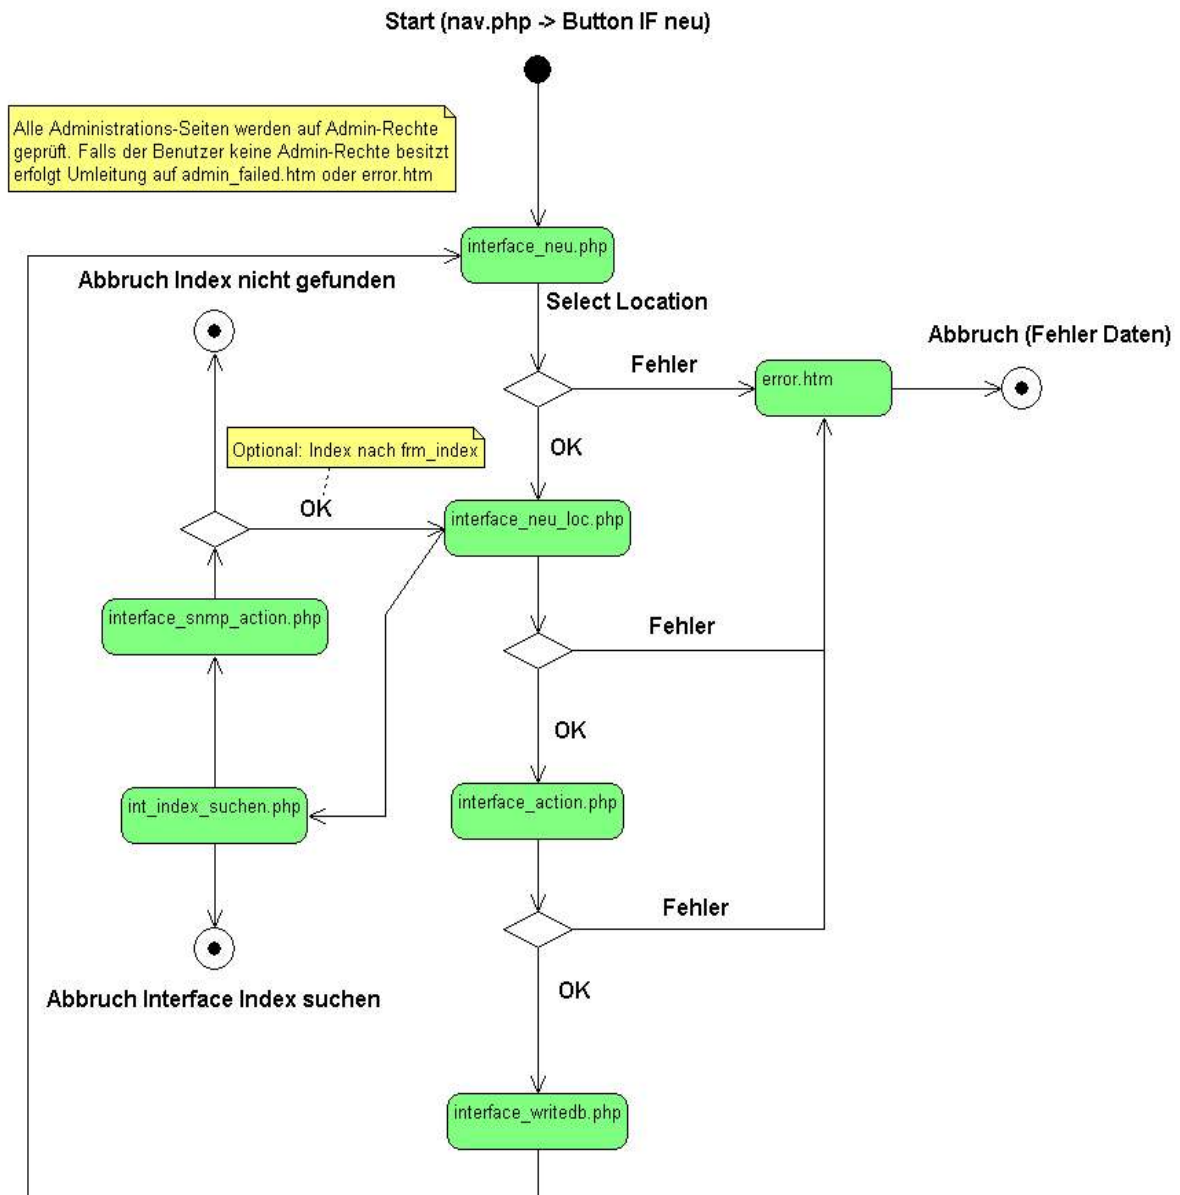 Start (nav.php -> Button IF neu)
Alle Administrations-Seiten werden auf Admin-Rechte
geprüft. Falls der Benutzer keine Admin-Rechte besitzt
erfolgt Umleitung auf admin_failed.htm oder error.htm
interface_neu.php
Abbruch Index nicht gefunden
Select Location
Abbruch (Fehler Daten)
Fehler
error.htm
Optional: Index nach frm_index
OK
OK
interface_neu_loc.php
interface_snmp_action.php
Fehler
OK
int_index_suchen.php
interface_action.php
Fehler
Abbruch Interface Index suchen
OK
interface_writedb.php